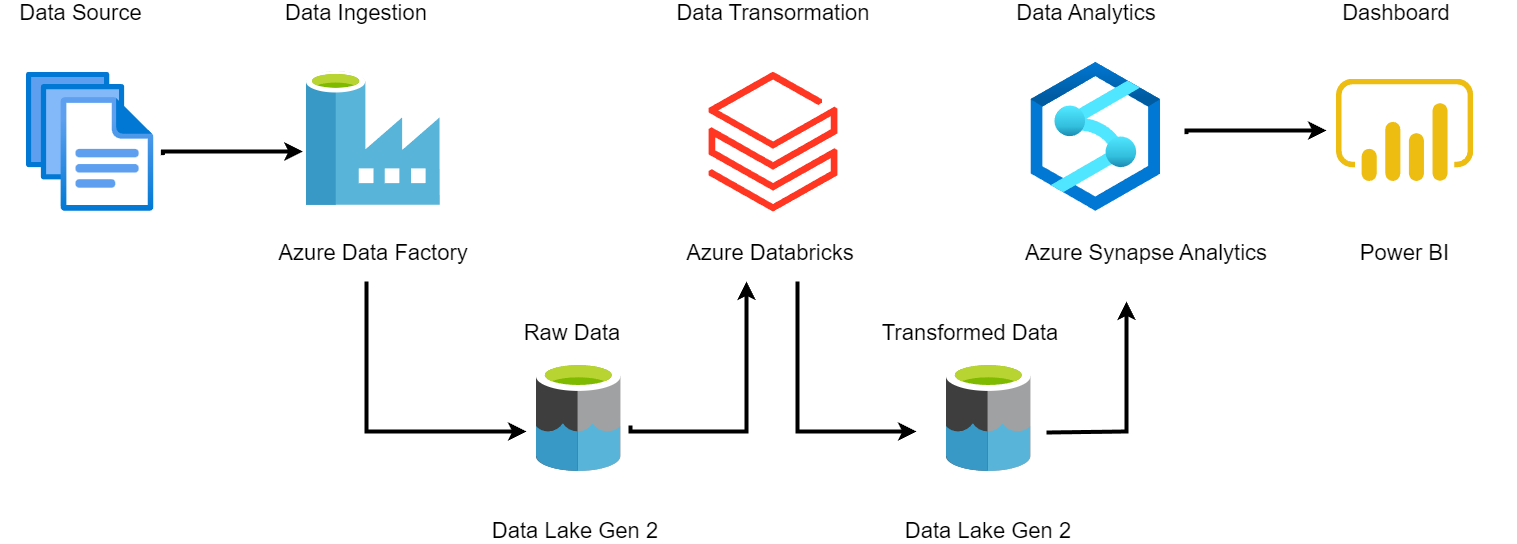 Data Source
Data Ingestion
Data Transormation
Data Analytics
Dashboard
Azure Data Factory
Azure Databricks
Azure Synapse Analytics
Power BI
Raw Data
Transformed Data
Data Lake Gen 2
Data Lake Gen 2